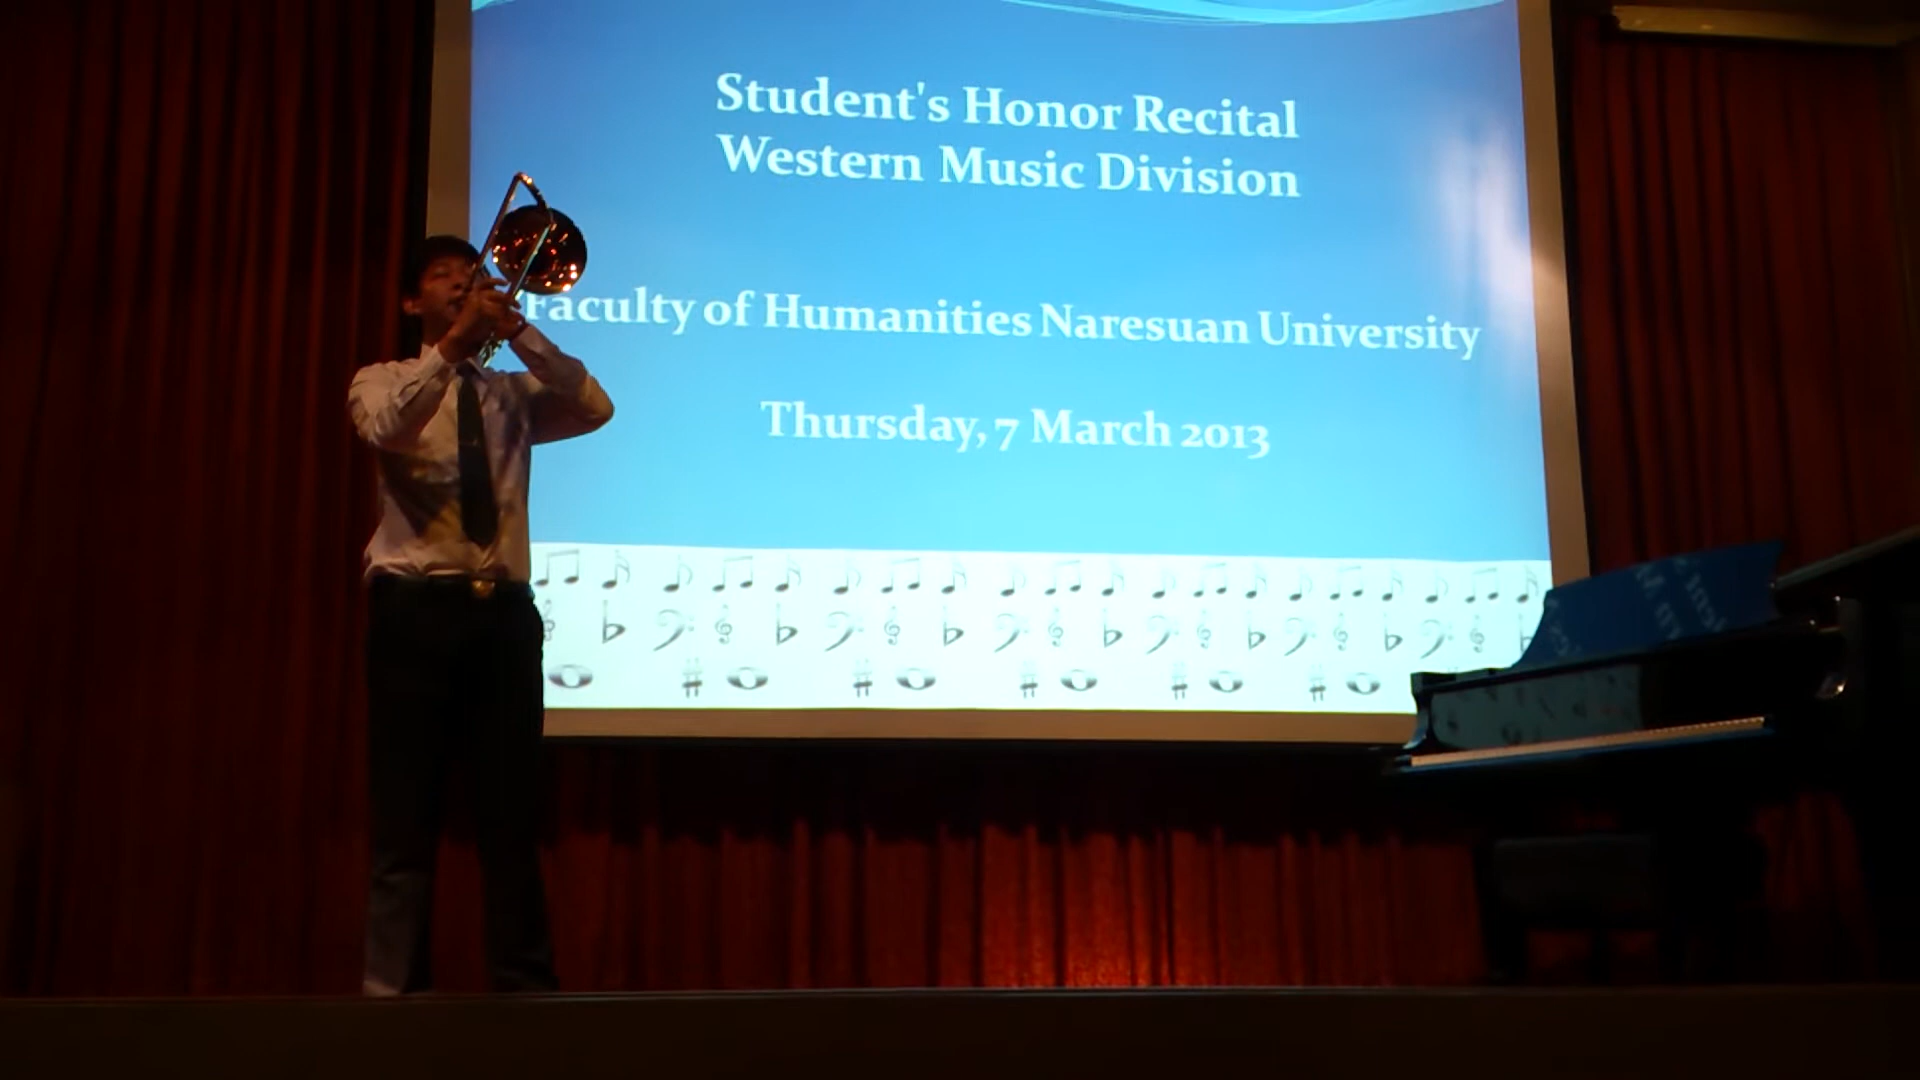 Student's Honor Recital
Western Music Division
Faculty of Humanities Naresuan University
Thursday, 7 March 2013